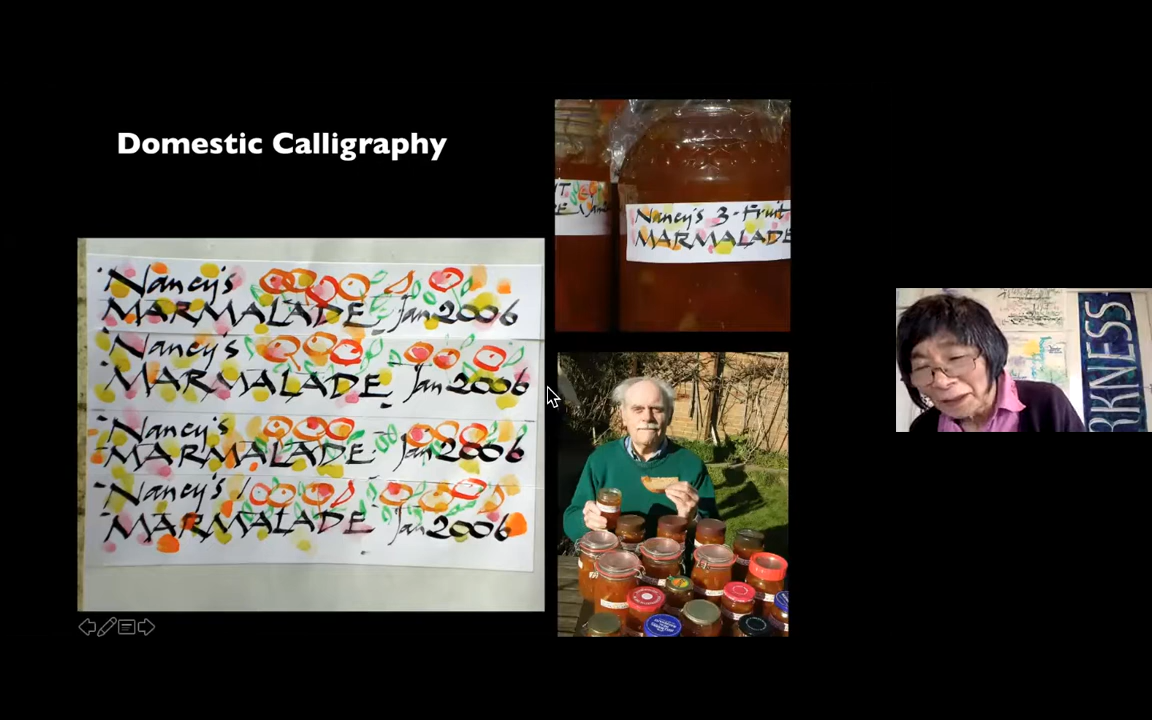 Domestic Calligraphy
Nancy's
MARMALADE Jan 2006
Nancy's
MARMALADE Jan 2006
Nancy's
MARMALADE Jan 2006
Nancy's
MARMALADE Jan 2006
Nancy's 3-Fruit
MARMALADE
RKNESS